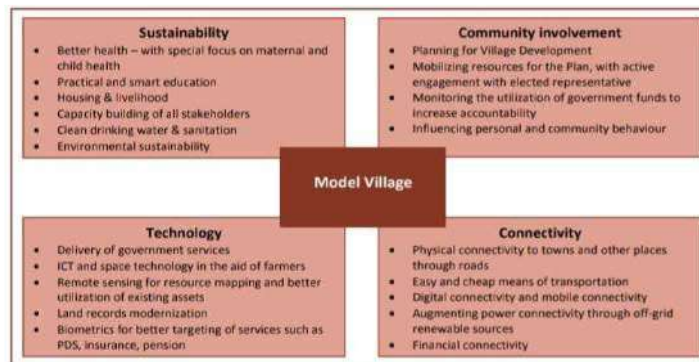 Sustainability
• Better health – with special focus on maternal and
child health
• Practical and smart education
• Housing & livelihood
• Capacity building of all stakeholders
• Clean drinking water & sanitation
• Environmental sustainability
Community involvement
• Planning for Village Development
• Mobilizing resources for the Plan, with active
engagement with elected representative
• Monitoring the utilization of government funds to
increase accountability
• Influencing personal and community behaviour
Model Village
Technology
• Delivery of government services
• ICT and space technology in the aid of farmers
• Remote sensing for resource mapping and better
utilization of existing assets
• Land records modernization
• Biometrics for better targeting of services such as
PDS, insurance, pension
Connectivity
• Physical connectivity to towns and other places
through roads
• Easy and cheap means of transportation
• Digital connectivity and mobile connectivity
• Augmenting power connectivity through off-grid
renewable sources
• Financial connectivity